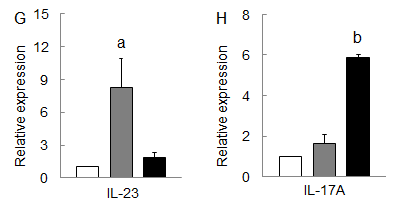 G
a
Relative expression
15
12
9
6
3
0
IL-23
H
b
Relative expression
8
6
4
2
0
IL-17A